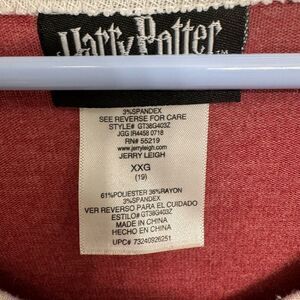 Harry Potter
3%SPANDEX
SEE REVERSE FOR CARE
STYLE# GT38G403Z
JGG IR4458 0718
RN# 55219
www.jerryleigh.com
JERRY LEIGH
XXG
(19)
61%POLIESTER 36%RAYON
3%SPANDEX
VER REVERSO PARA EL CUIDADO
ESTILO# GT38G403Z
MADE IN CHINA
HECHO EN CHINA
UPC# 73240926251